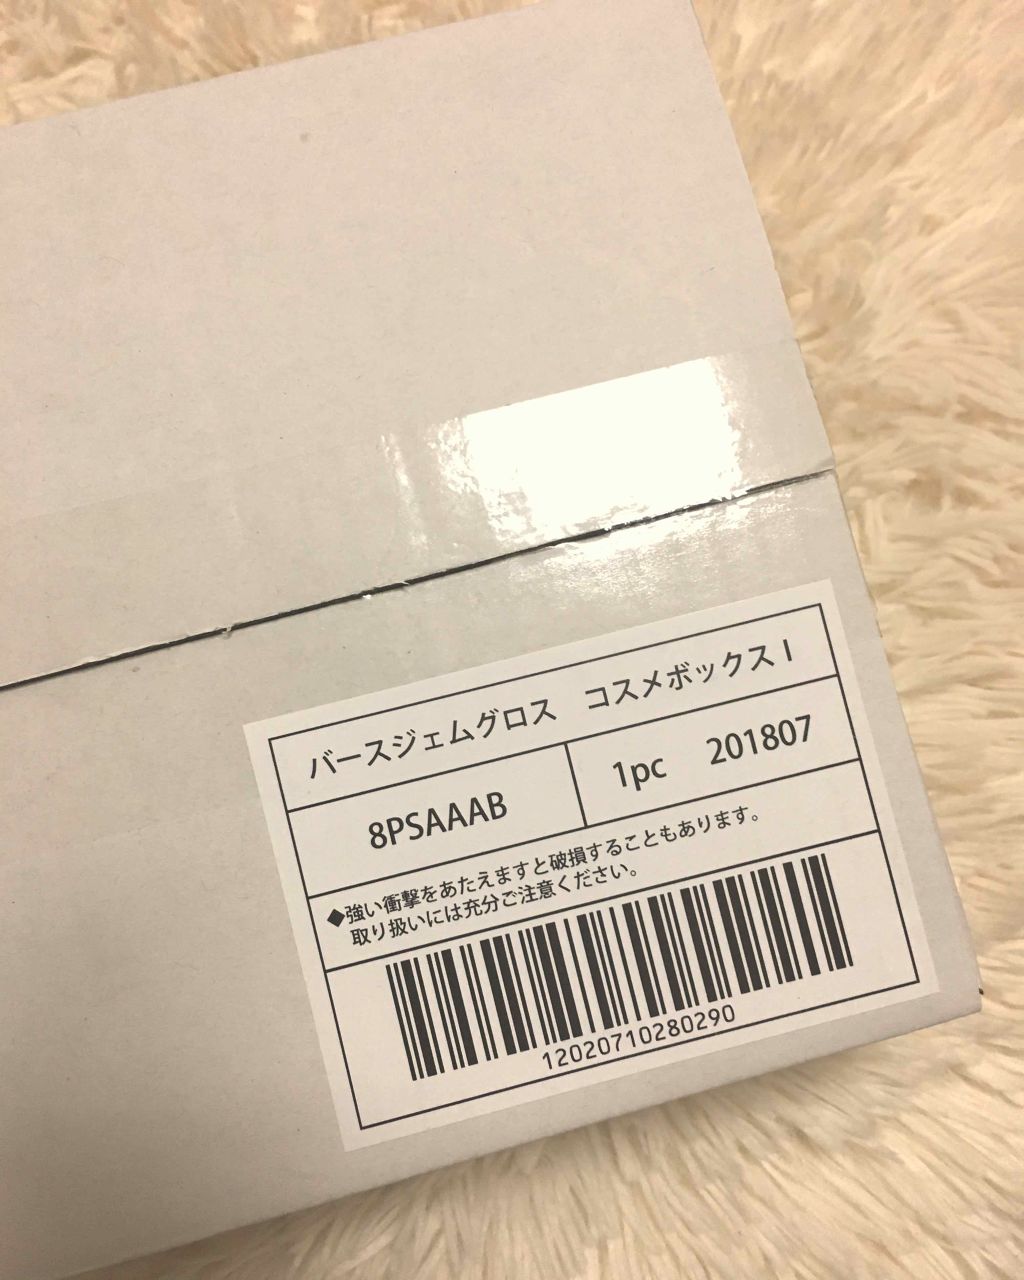 バースジェムグロス　コスメボックス I
8PSAAAB
1pc　201807
◆強い衝撃をあたえますと破損することもあります。
取り扱いには充分ご注意ください。
12020710280290